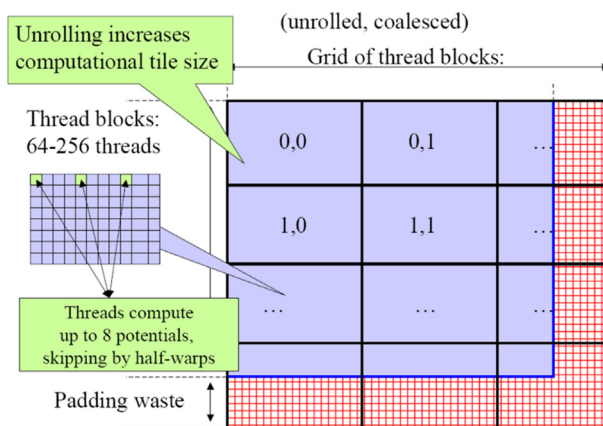 (unrolled, coalesced)
Grid of thread blocks:
Unrolling increases
computational tile size
Thread blocks:
64-256 threads
0,0
0,1
...
1,0
1,1
...
...
...
...
Threads compute
up to 8 potentials,
skipping by half-warps
Padding waste